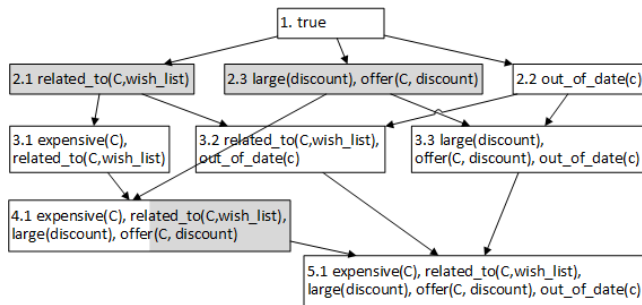 1. true
2.1 related_to(C,wish_list)
2.3 large(discount), offer(C, discount)
2.2 out_of_date(c)
3.1 expensive(C),
related_to(C,wish_list)
3.2 related_to(C,wish_list),
out_of_date(c)
3.3 large(discount),
offer(C, discount), out_of_date(c)
4.1 expensive(C), related_to(C,wish_list),
large(discount), offer(C, discount)
5.1 expensive(C), related_to(C,wish_list),
large(discount), offer(C, discount), out_of_date(c)